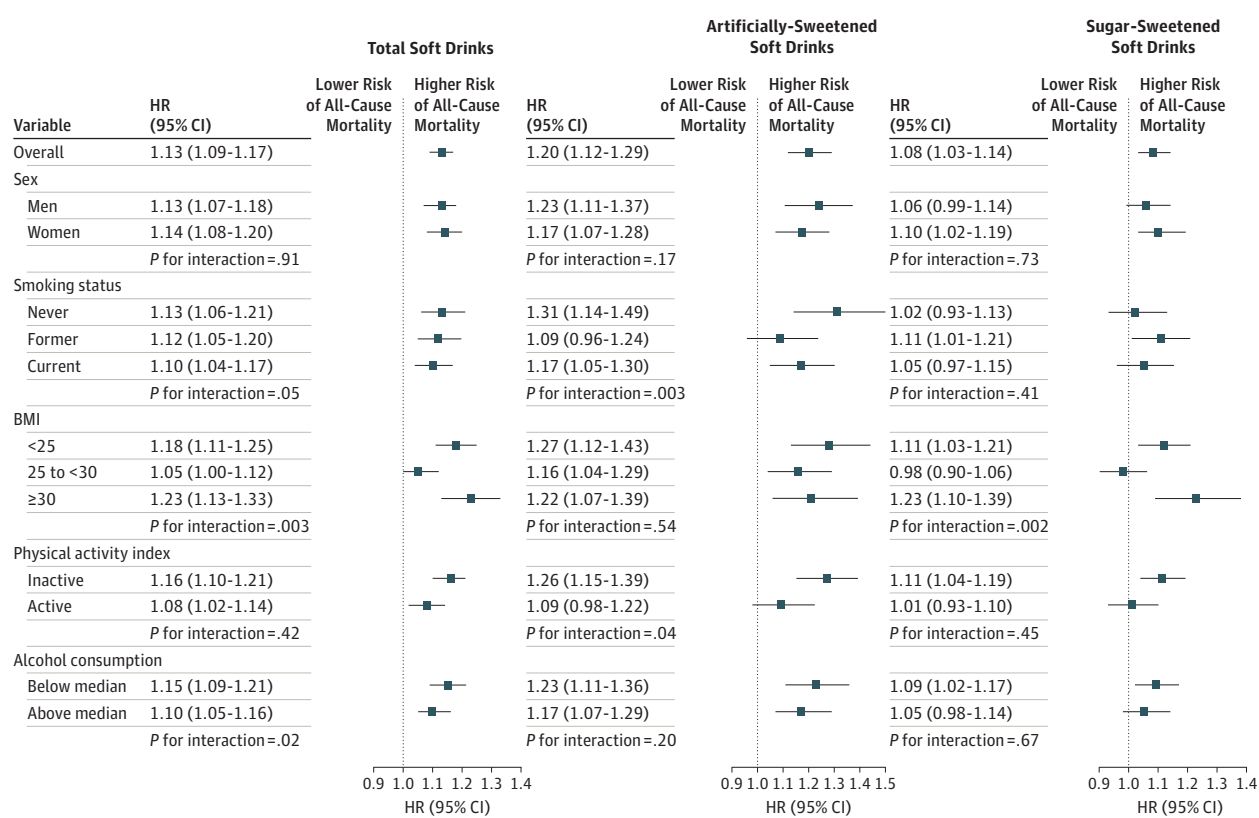 Total Soft Drinks
Artificially-Sweetened
Soft Drinks
Sugar-Sweetened
Soft Drinks
Variable
HR
(95% CI)
Lower Risk
of All-Cause
Mortality
Higher Risk
of All-Cause
Mortality
HR
(95% CI)
Lower Risk
of All-Cause
Mortality
Higher Risk
of All-Cause
Mortality
HR
(95% CI)
Lower Risk
of All-Cause
Mortality
Higher Risk
of All-Cause
Mortality
Overall 1.13 (1.09-1.17) 1.20 (1.12-1.29) 1.08 (1.03-1.14)
Sex
Men 1.13 (1.07-1.18) 1.23 (1.11-1.37) 1.06 (0.99-1.14)
Women 1.14 (1.08-1.20) 1.17 (1.07-1.28) 1.10 (1.02-1.19)
P for interaction=.91 P for interaction=.17 P for interaction=.73
Smoking status
Never 1.13 (1.06-1.21) 1.31 (1.14-1.49) 1.02 (0.93-1.13)
Former 1.12 (1.05-1.20) 1.09 (0.96-1.24) 1.11 (1.01-1.21)
Current 1.10 (1.04-1.17) 1.17 (1.05-1.30) 1.05 (0.97-1.15)
P for interaction=.05 P for interaction=.003 P for interaction=.41
BMI
<25 1.18 (1.11-1.25) 1.27 (1.12-1.43) 1.11 (1.03-1.21)
25 to <30 1.05 (1.00-1.12) 1.16 (1.04-1.29) 0.98 (0.90-1.06)
≥30 1.23 (1.13-1.33) 1.22 (1.07-1.39) 1.23 (1.10-1.39)
P for interaction=.003 P for interaction=.54 P for interaction=.002
Physical activity index
Inactive 1.16 (1.10-1.21) 1.26 (1.15-1.39) 1.11 (1.04-1.19)
Active 1.08 (1.02-1.14) 1.09 (0.98-1.22) 1.01 (0.93-1.10)
P for interaction=.42 P for interaction=.04 P for interaction=.45
Alcohol consumption
Below median 1.15 (1.09-1.21) 1.23 (1.11-1.36) 1.09 (1.02-1.17)
Above median 1.10 (1.05-1.16) 1.17 (1.07-1.29) 1.05 (0.98-1.14)
P for interaction=.02 P for interaction=.20 P for interaction=.67
0.9 1.0 1.1 1.2 1.3 1.4 0.9 1.0 1.1 1.2 1.3 1.4 1.5 0.9 1.0 1.1 1.2 1.3 1.4
HR (95% CI) HR (95% CI) HR (95% CI)